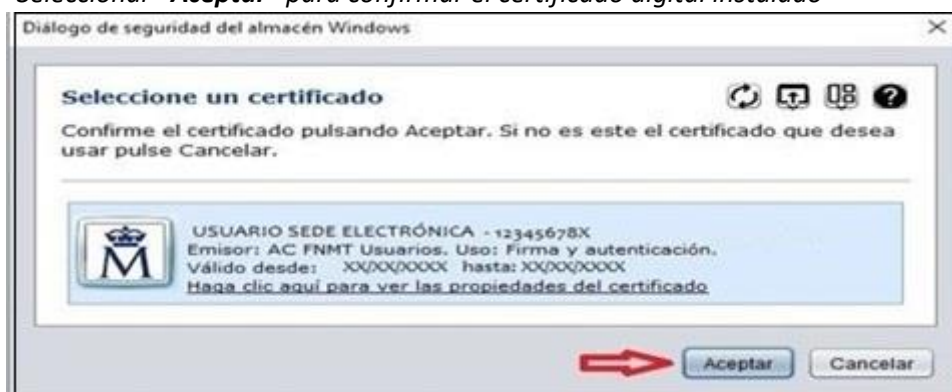 Seleccionar "Aceptar" para confirmar el certificado digital instalado
Diálogo de seguridad del almacén Windows
Seleccione un certificado
Confirme el certificado pulsando Aceptar. Si no es este el certificado que desea
usar pulse Cancelar.
USUARIO SEDE ELECTRÓNICA - 12345678X
Emisor: AC FNMT Usuarios. Uso: Firma y autenticación.
Válido desde: XX/XX/XXXX hasta: XX/XX/XXXX
Haga clic aquí para ver las propiedades del certificado
Aceptar Cancelar